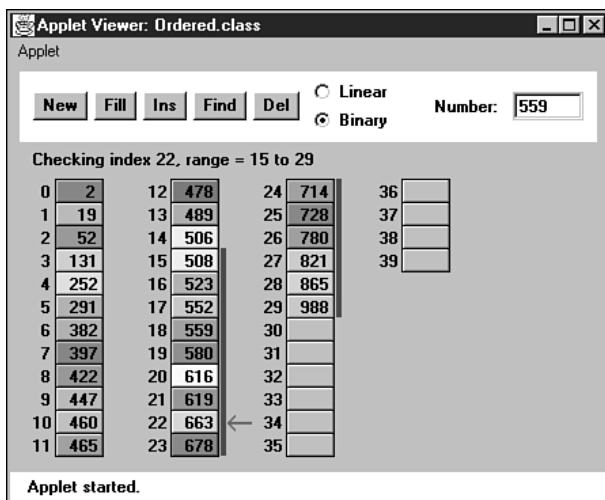 Applet Viewer: Ordered.class
Applet
New Fill Ins Find Del Linear Binary Number: 559
Checking index 22, range = 15 to 29
0 2 12 478 24 714 36
1 19 13 489 25 728 37
2 52 14 506 26 780 38
3 131 15 508 27 821 39
4 252 16 523 28 865
5 291 17 552 29 988
6 382 18 559 30
7 397 19 580 31
8 422 20 616 32
9 447 21 619 33
10 460 22 663 34
11 465 23 678 35
Applet started.